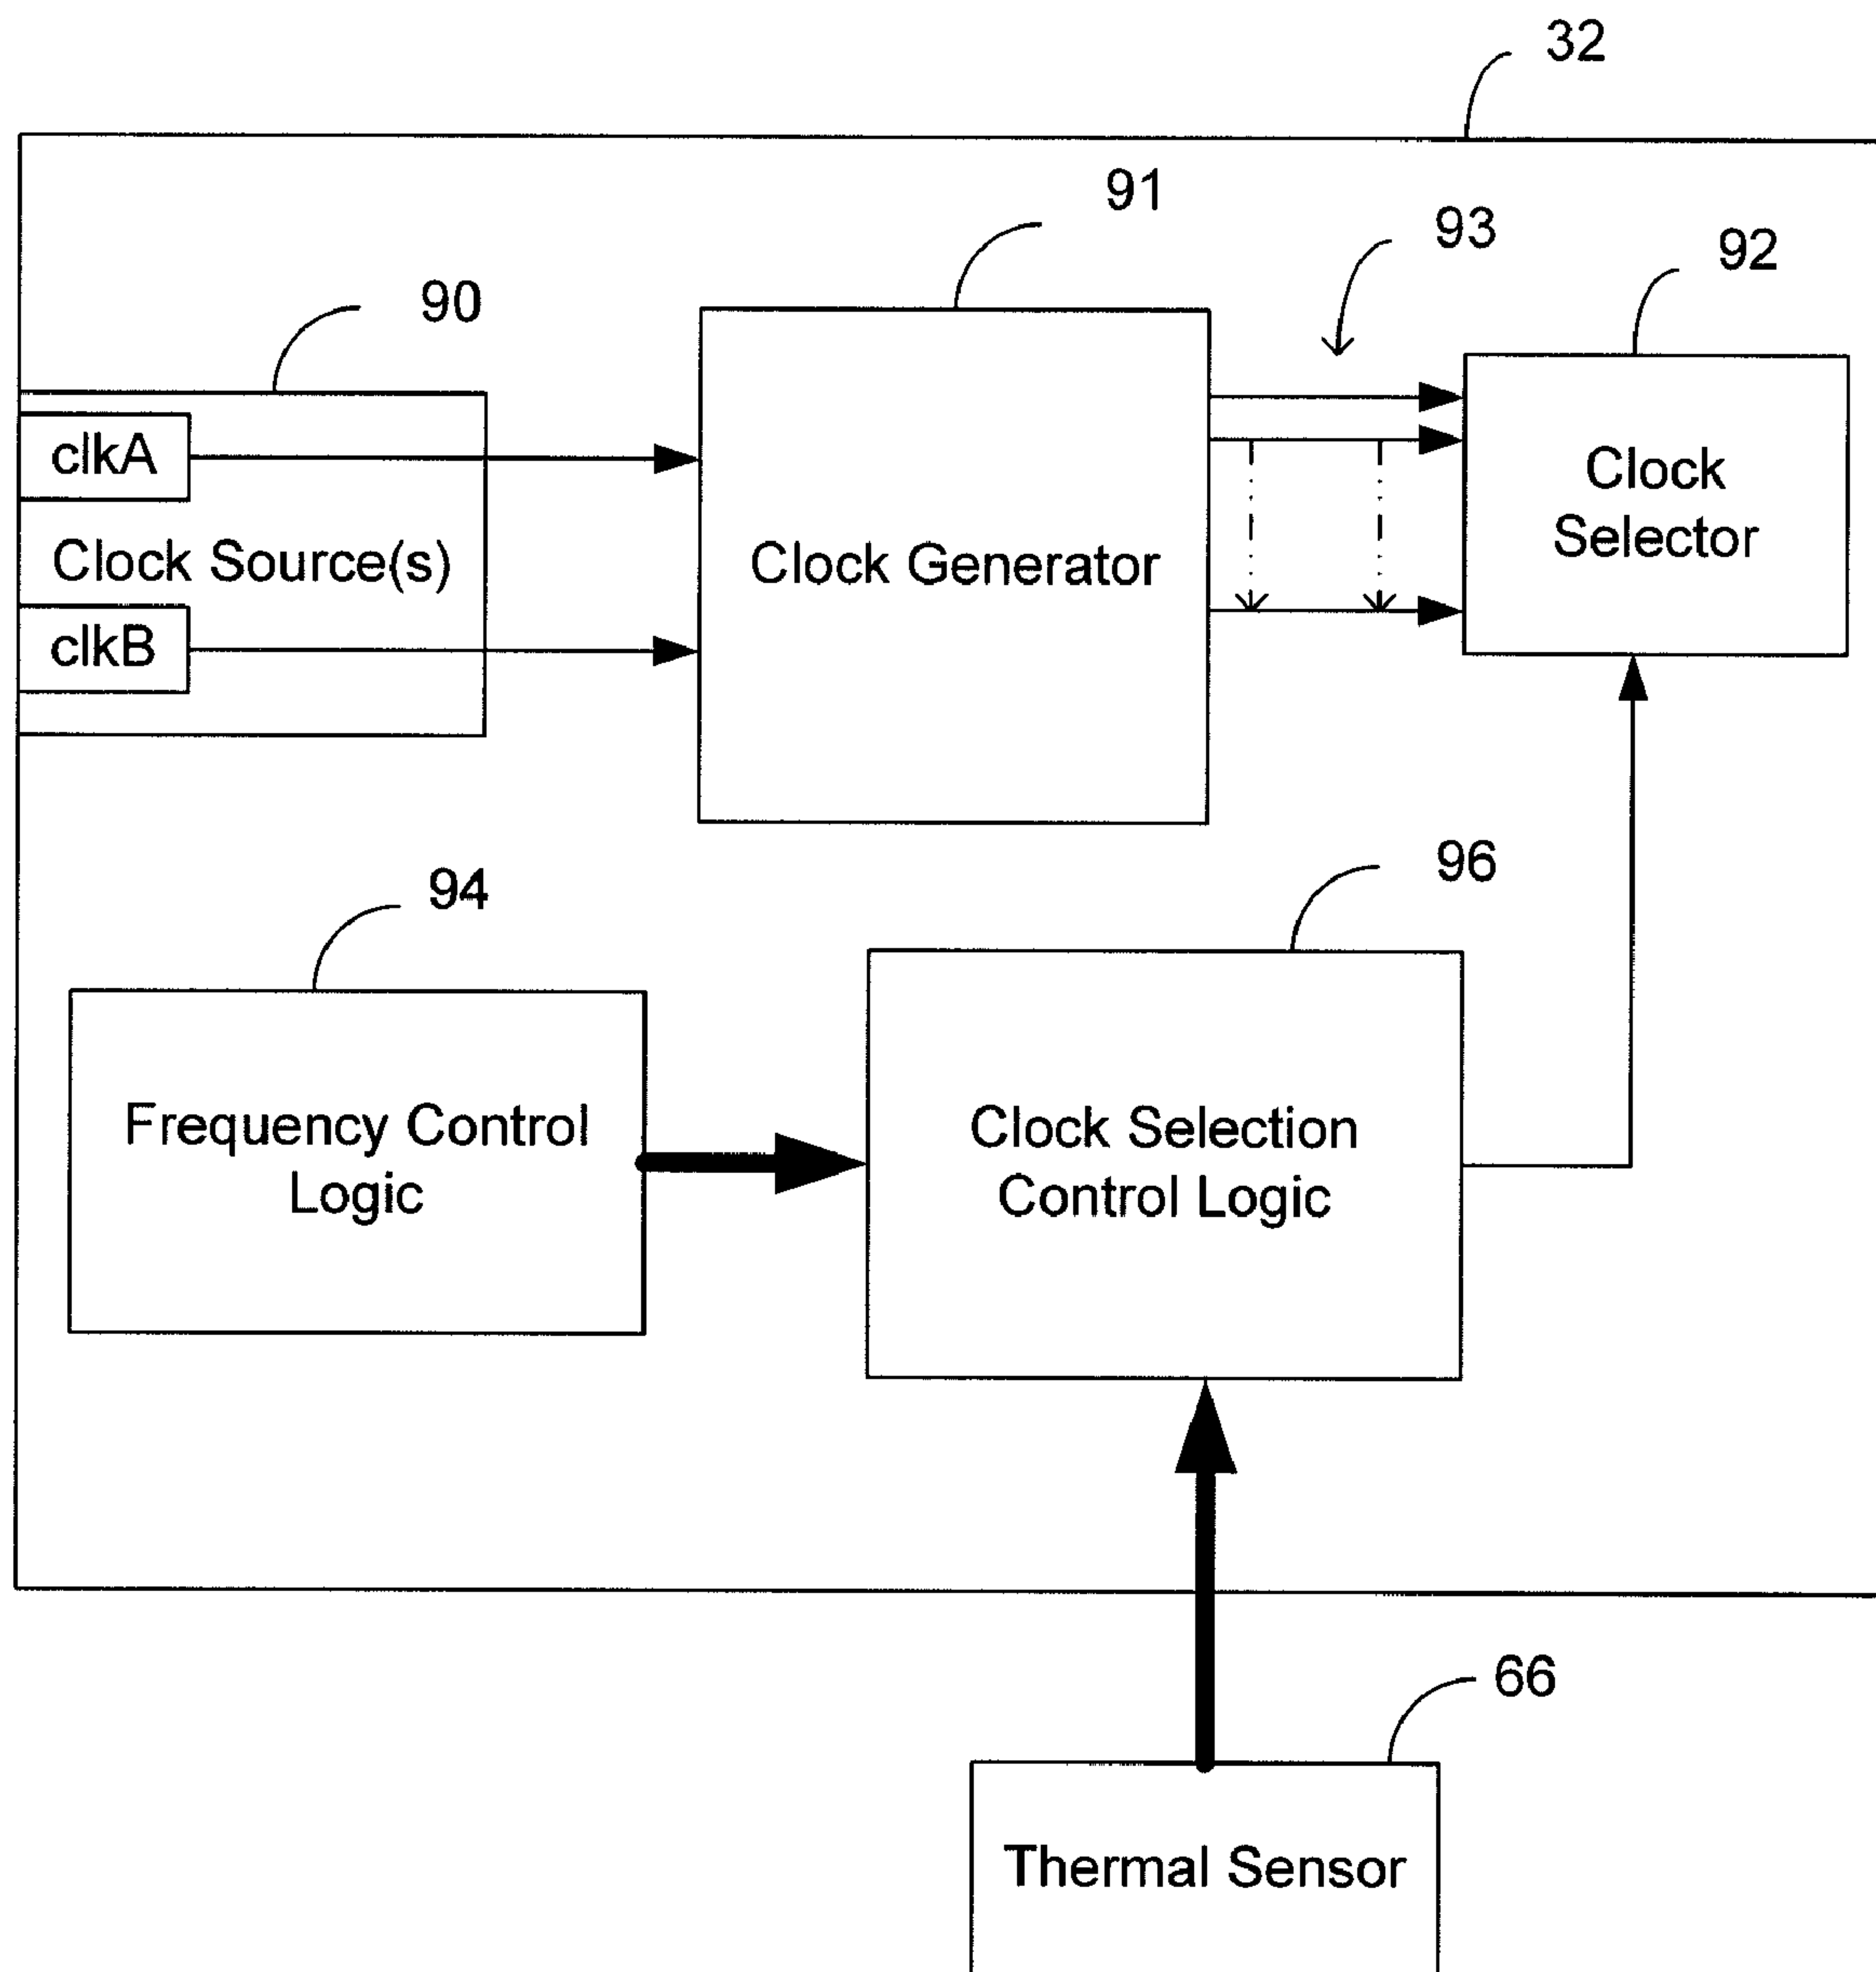 32
91
93
92
90
clkA
Clock Source(s)
clkB
Clock Generator
Clock
Selector
94
96
Frequency Control
Logic
Clock Selection
Control Logic
66
Thermal Sensor